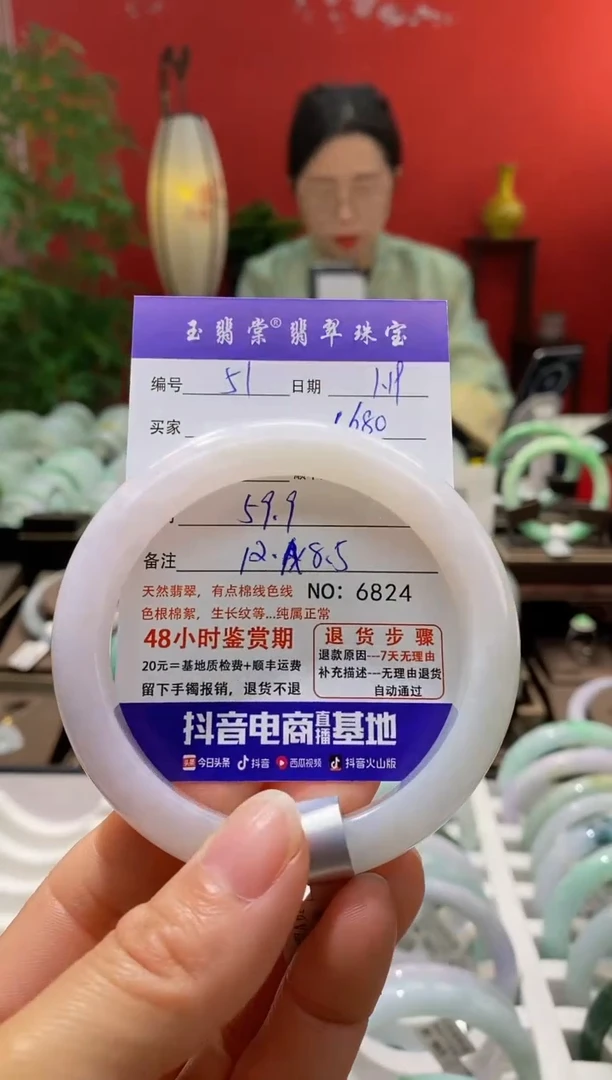 玉翡棠®翡翠珠宝
编号 51 日期 1.19
买家 1680
59.9
备注 12.8.5
天然翡翠，有点棉线色线 NO: 6824
色根棉絮，生长纹等...纯属正常
48小时鉴赏期
20元=基地质检费+顺丰运费
留下手镯报销，退货不退
退货步骤
退款原因---7天无理由
补充描述---无理由退货
自动通过
抖音电商直播基地
头条 今日头条 抖音 西瓜视频 抖音火山版